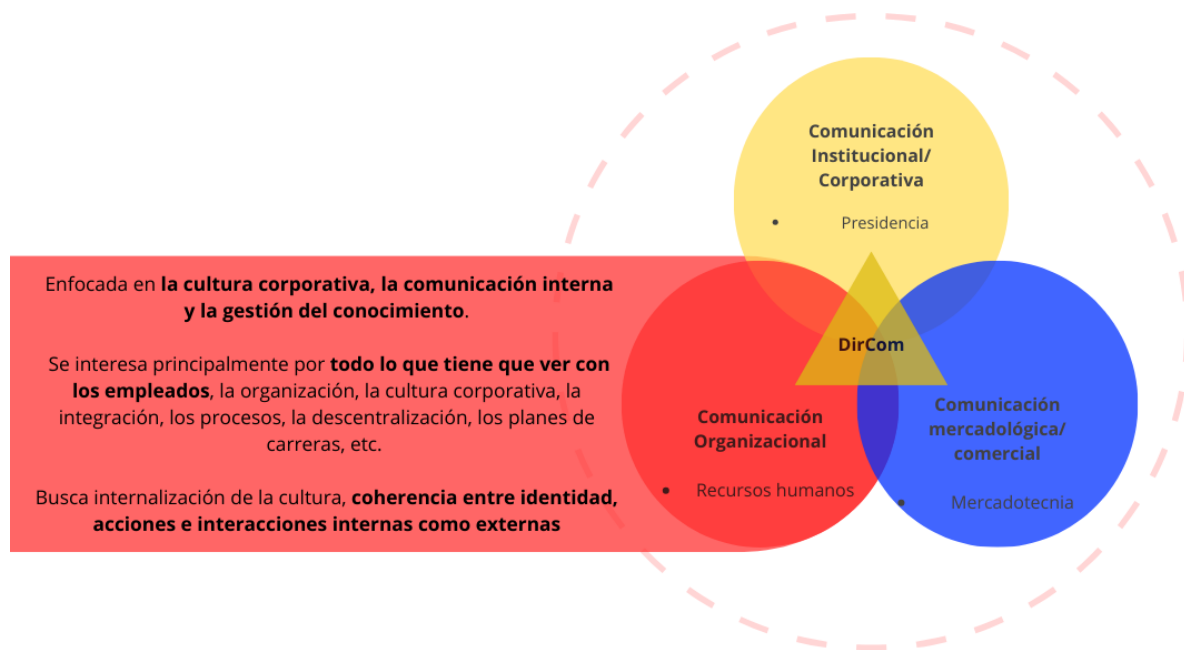 Comunicación
Institucional/
Corporativa
• Presidencia
Enfocada en la cultura corporativa, la comunicación interna
y la gestión del conocimiento.
Se interesa principalmente por todo lo que tiene que ver con
los empleados, la organización, la cultura corporativa, la
integración, los procesos, la descentralización, los planes de
carreras, etc.
Busca internalización de la cultura, coherencia entre identidad,
acciones e interacciones internas como externas
DirCom
Comunicación
Organizacional
• Recursos humanos
Comunicación
mercadológica/
comercial
• Mercadotecnia